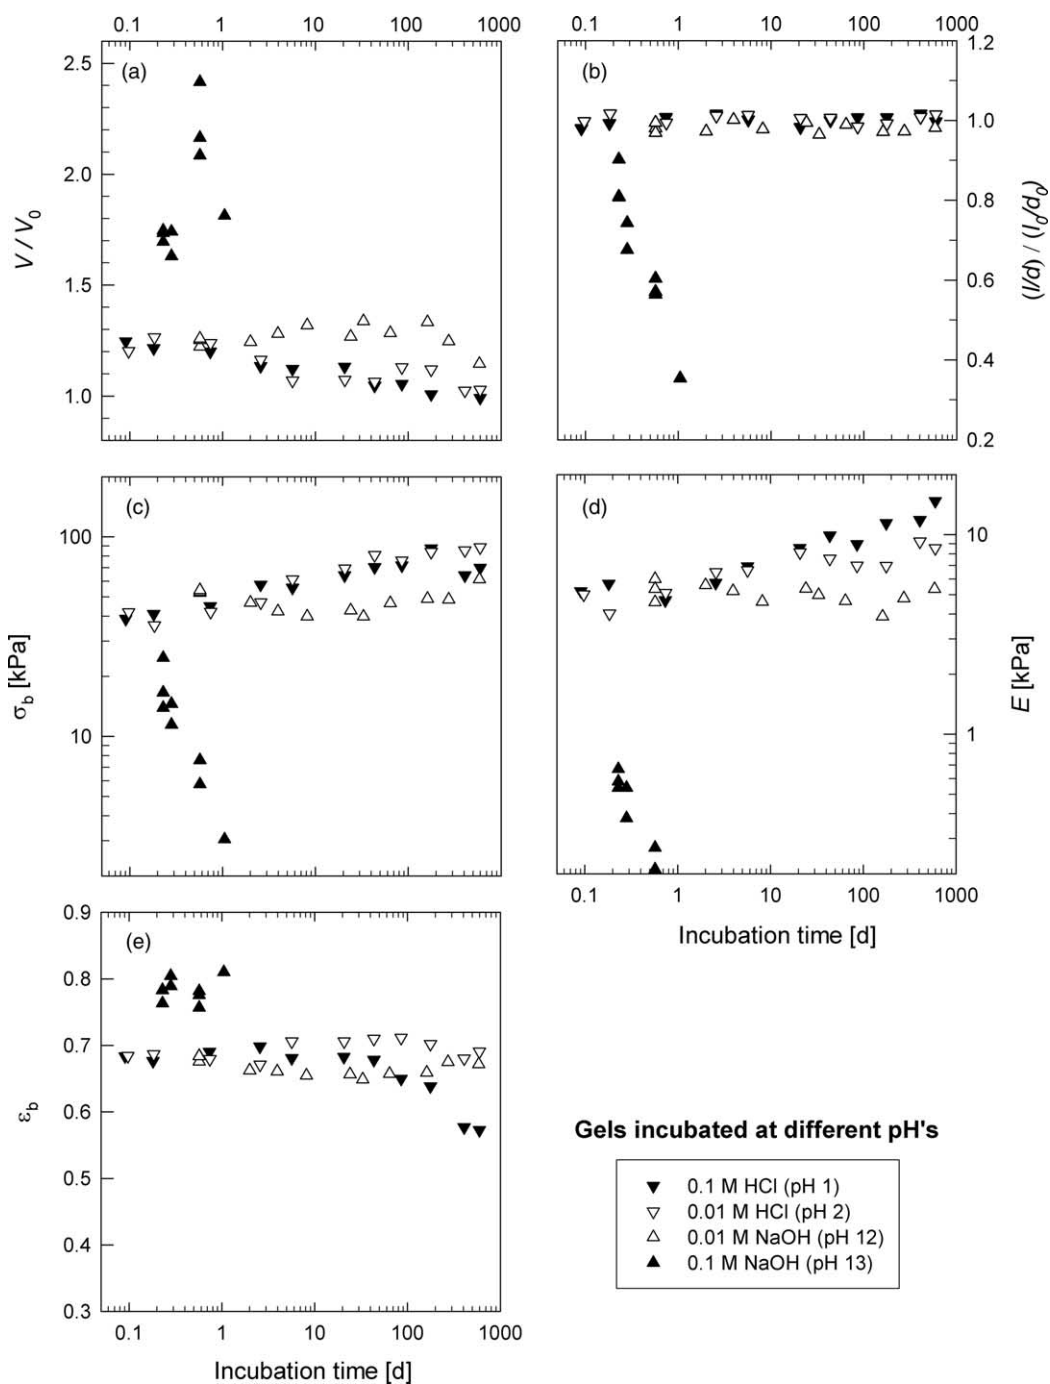 0.1 1 10 100 1000
0.1 1 10 100 1000
(a)
2.5
2.0
1.5
1.0
V / V0
(b)
1.2
1.0
0.8
0.6
0.4
0.2
(l/d) / (l0/d0)
(c)
100
10
σb [kPa]
(d)
10
1
E [kPa]
0.1 1 10 100 1000
Incubation time [d]
(e)
0.9
0.8
0.7
0.6
0.5
0.4
0.3
εb
0.1 1 10 100 1000
Incubation time [d]
Gels incubated at different pH's
0.1 M HCl (pH 1)
0.01 M HCl (pH 2)
0.01 M NaOH (pH 12)
0.1 M NaOH (pH 13)